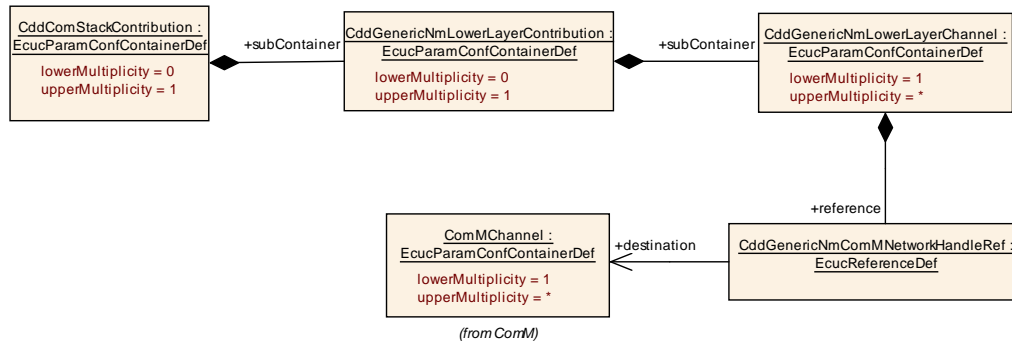 CddComStackContribution :
EcucParamConfContainerDef
lowerMultiplicity = 0
upperMultiplicity = 1
+subContainer
CddGenericNmLowerLayerContribution :
EcucParamConfContainerDef
lowerMultiplicity = 0
upperMultiplicity = 1
+subContainer
CddGenericNmLowerLayerChannel :
EcucParamConfContainerDef
lowerMultiplicity = 1
upperMultiplicity = *
+reference
ComMChannel :
EcucParamConfContainerDef
lowerMultiplicity = 1
upperMultiplicity = *
(from ComM)
+destination
CddGenericNmComMNetworkHandleRef :
EcucReferenceDef